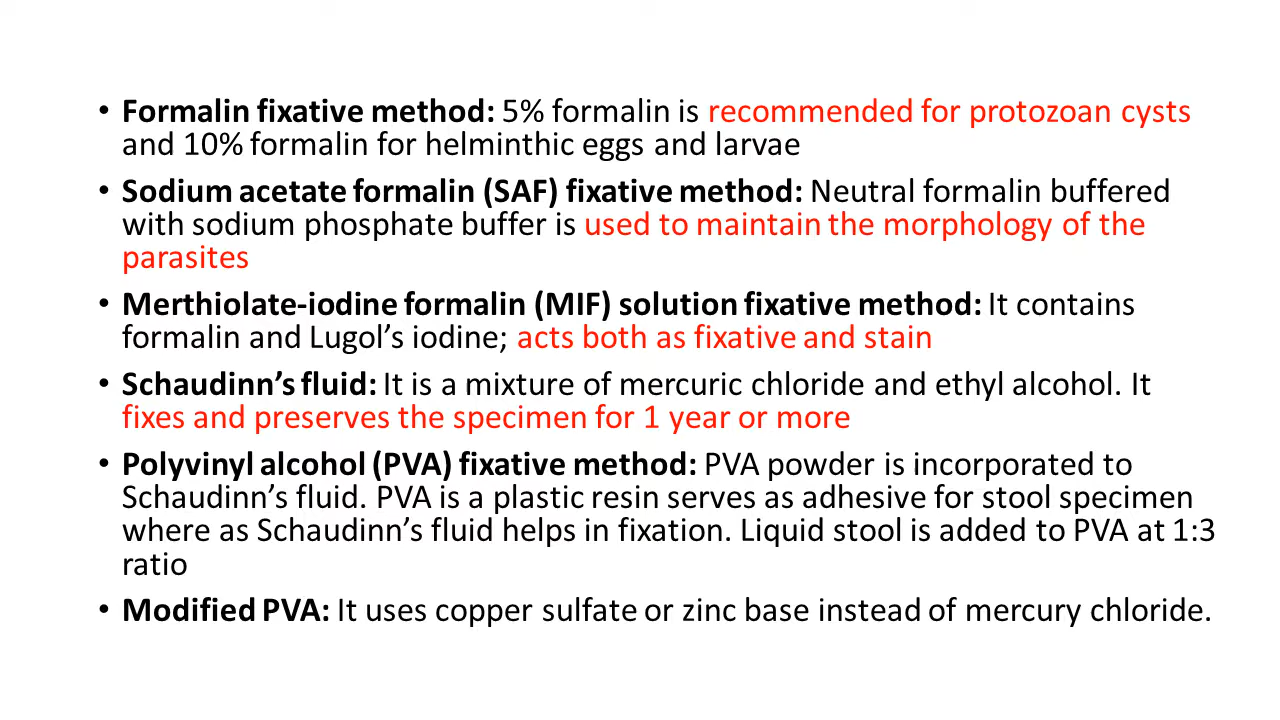 • Formalin fixative method: 5% formalin is recommended for protozoan cysts
and 10% formalin for helminthic eggs and larvae
• Sodium acetate formalin (SAF) fixative method: Neutral formalin buffered
with sodium phosphate buffer is used to maintain the morphology of the
parasites
• Merthiolate-iodine formalin (MIF) solution fixative method: It contains
formalin and Lugol’s iodine; acts both as fixative and stain
• Schaudinn’s fluid: It is a mixture of mercuric chloride and ethyl alcohol. It
fixes and preserves the specimen for 1 year or more
• Polyvinyl alcohol (PVA) fixative method: PVA powder is incorporated to
Schaudinn’s fluid. PVA is a plastic resin serves as adhesive for stool specimen
where as Schaudinn’s fluid helps in fixation. Liquid stool is added to PVA at 1:3
ratio
• Modified PVA: It uses copper sulfate or zinc base instead of mercury chloride.